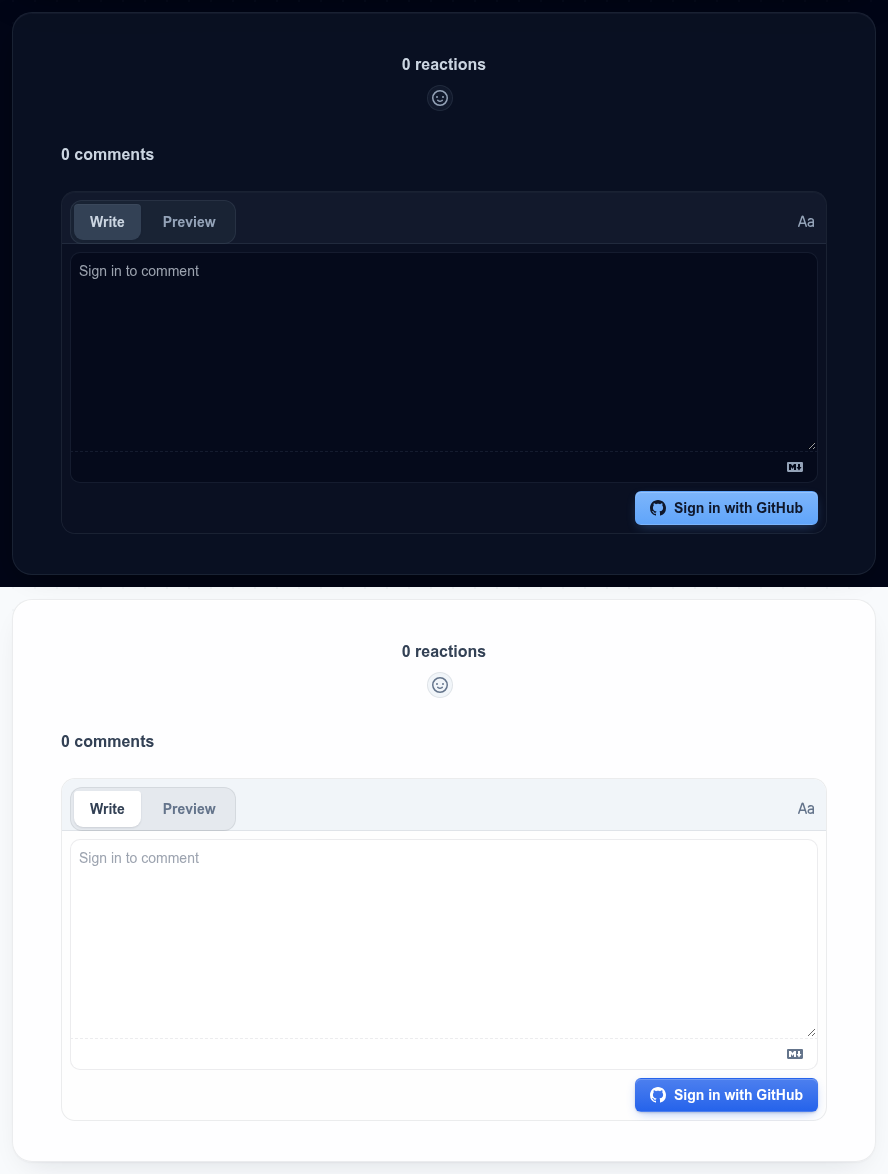 0 reactions
0 comments
Write Preview Aa
Sign in to comment
M
Sign in with GitHub
0 reactions
0 comments
Write Preview Aa
Sign in to comment
M
Sign in with GitHub